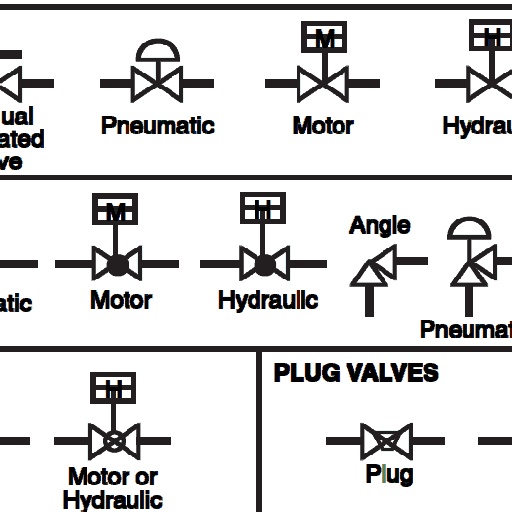 M
H
ual
Pneumatic
Motor
Hydrau
ated
ve
M
H
Angle
atic
Motor
Hydraulic
Pneumat
H
PLUG VALVES
Motor or
Hydraulic
Plug